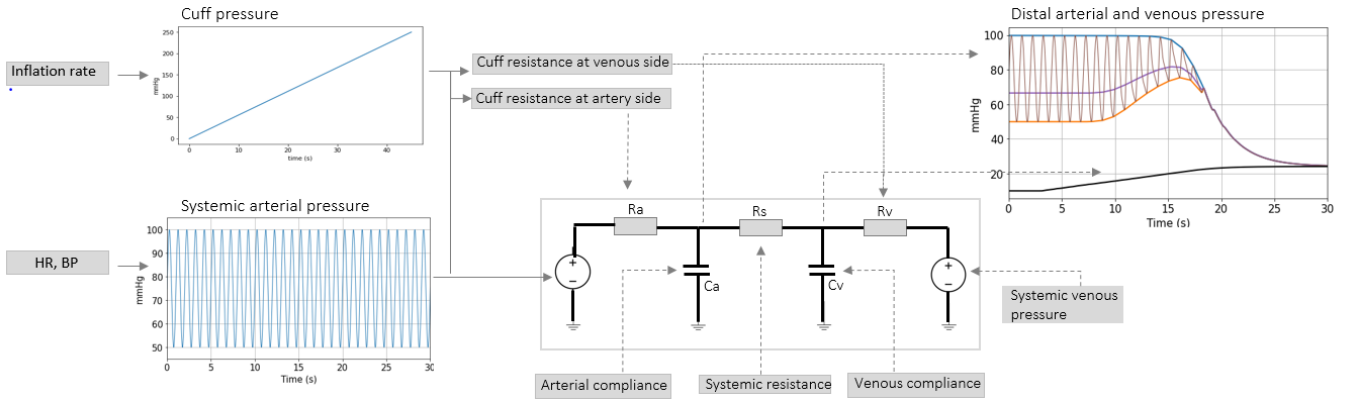 Cuff pressure
250
200
150
100
50
0
mmHg
0 10 20 30 40
time (s)
Inflation rate
Cuff resistance at venous side
Cuff resistance at artery side
Distal arterial and venous pressure
100
80
60
40
20
mmHg
0 5 10 15 20 25 30
Time (s)
Systemic arterial pressure
100
90
80
70
60
50
mmHg
0 5 10 15 20 25 30
Time (s)
HR, BP
Ra
Rs
Rv
+
−
Ca
Cv
+
−
Systemic venous
pressure
Arterial compliance
Systemic resistance
Venous compliance